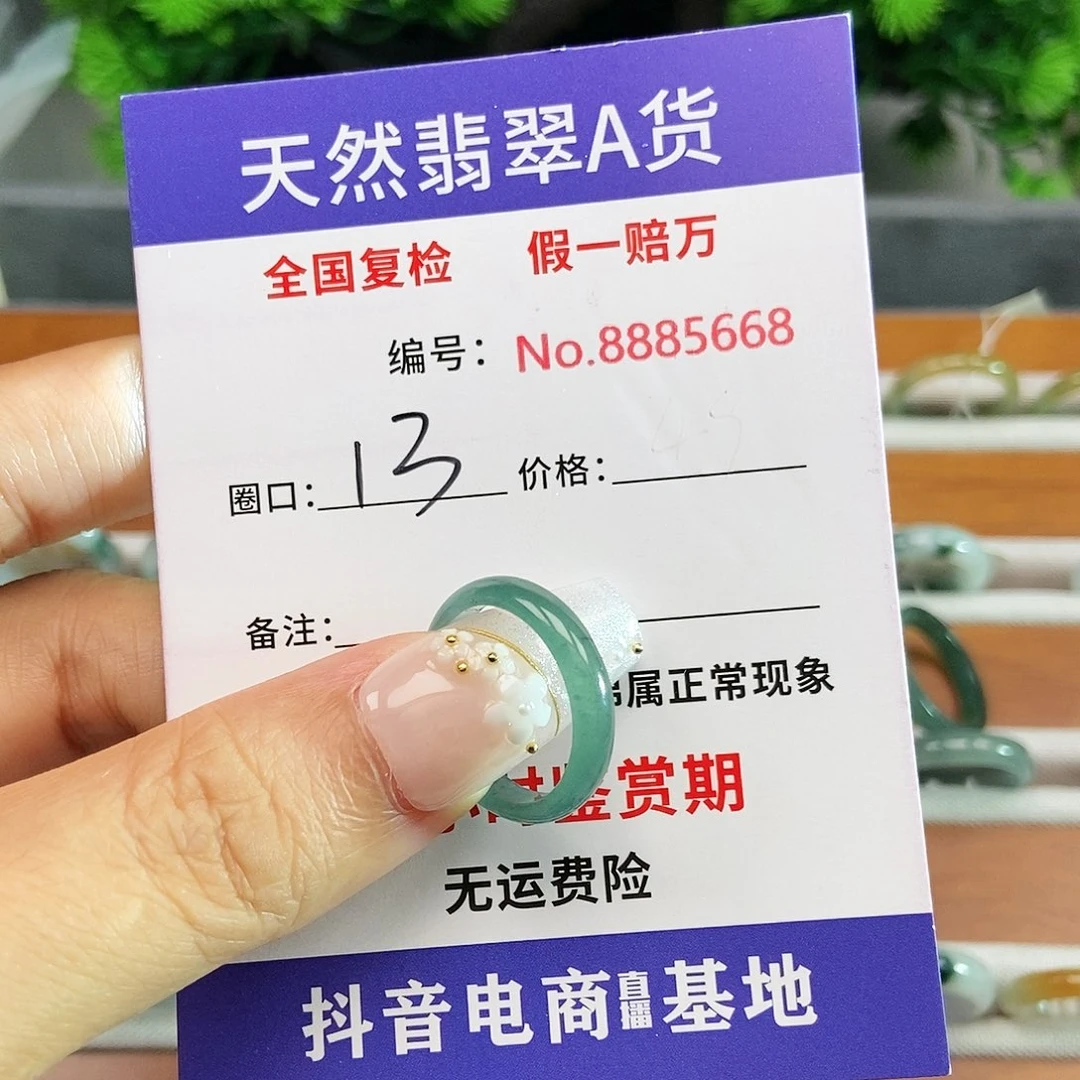 天然翡翠A货
全国复检 假一赔万
编号：No.8885668
圈口：13 价格：
备注：
属正常现象
鉴赏期
无运费险
抖音电商直播基地